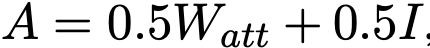 A = 0.5W_{att} + 0.5I,